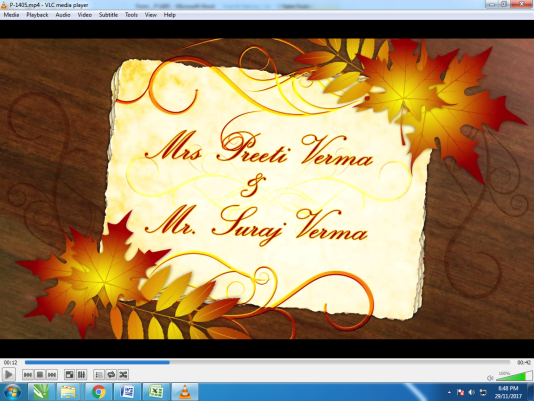 P-1405.mp4 - VLC media player
Media Playback Audio Video Subtitle Tools View Help
Mrs Preeti Verma
&
Mr. Suraj Verma
00:12
00:42
100%
6:48 PM
29/11/2017